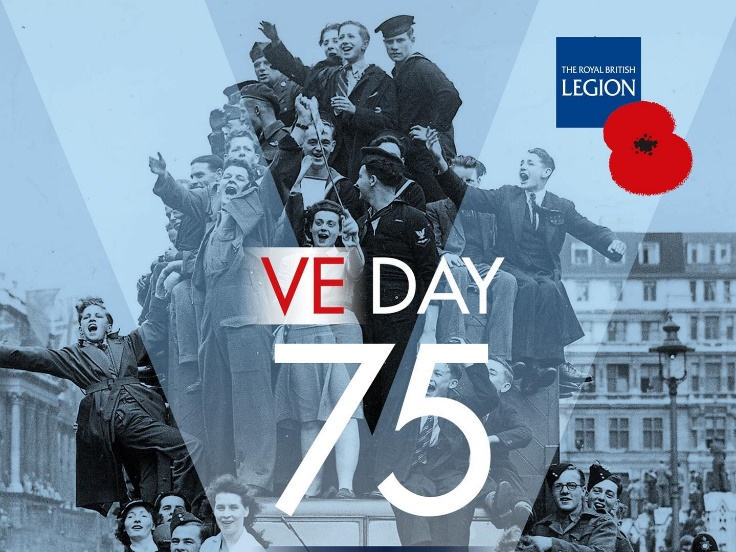 THE ROYAL BRITISH
LEGION
VE DAY
75